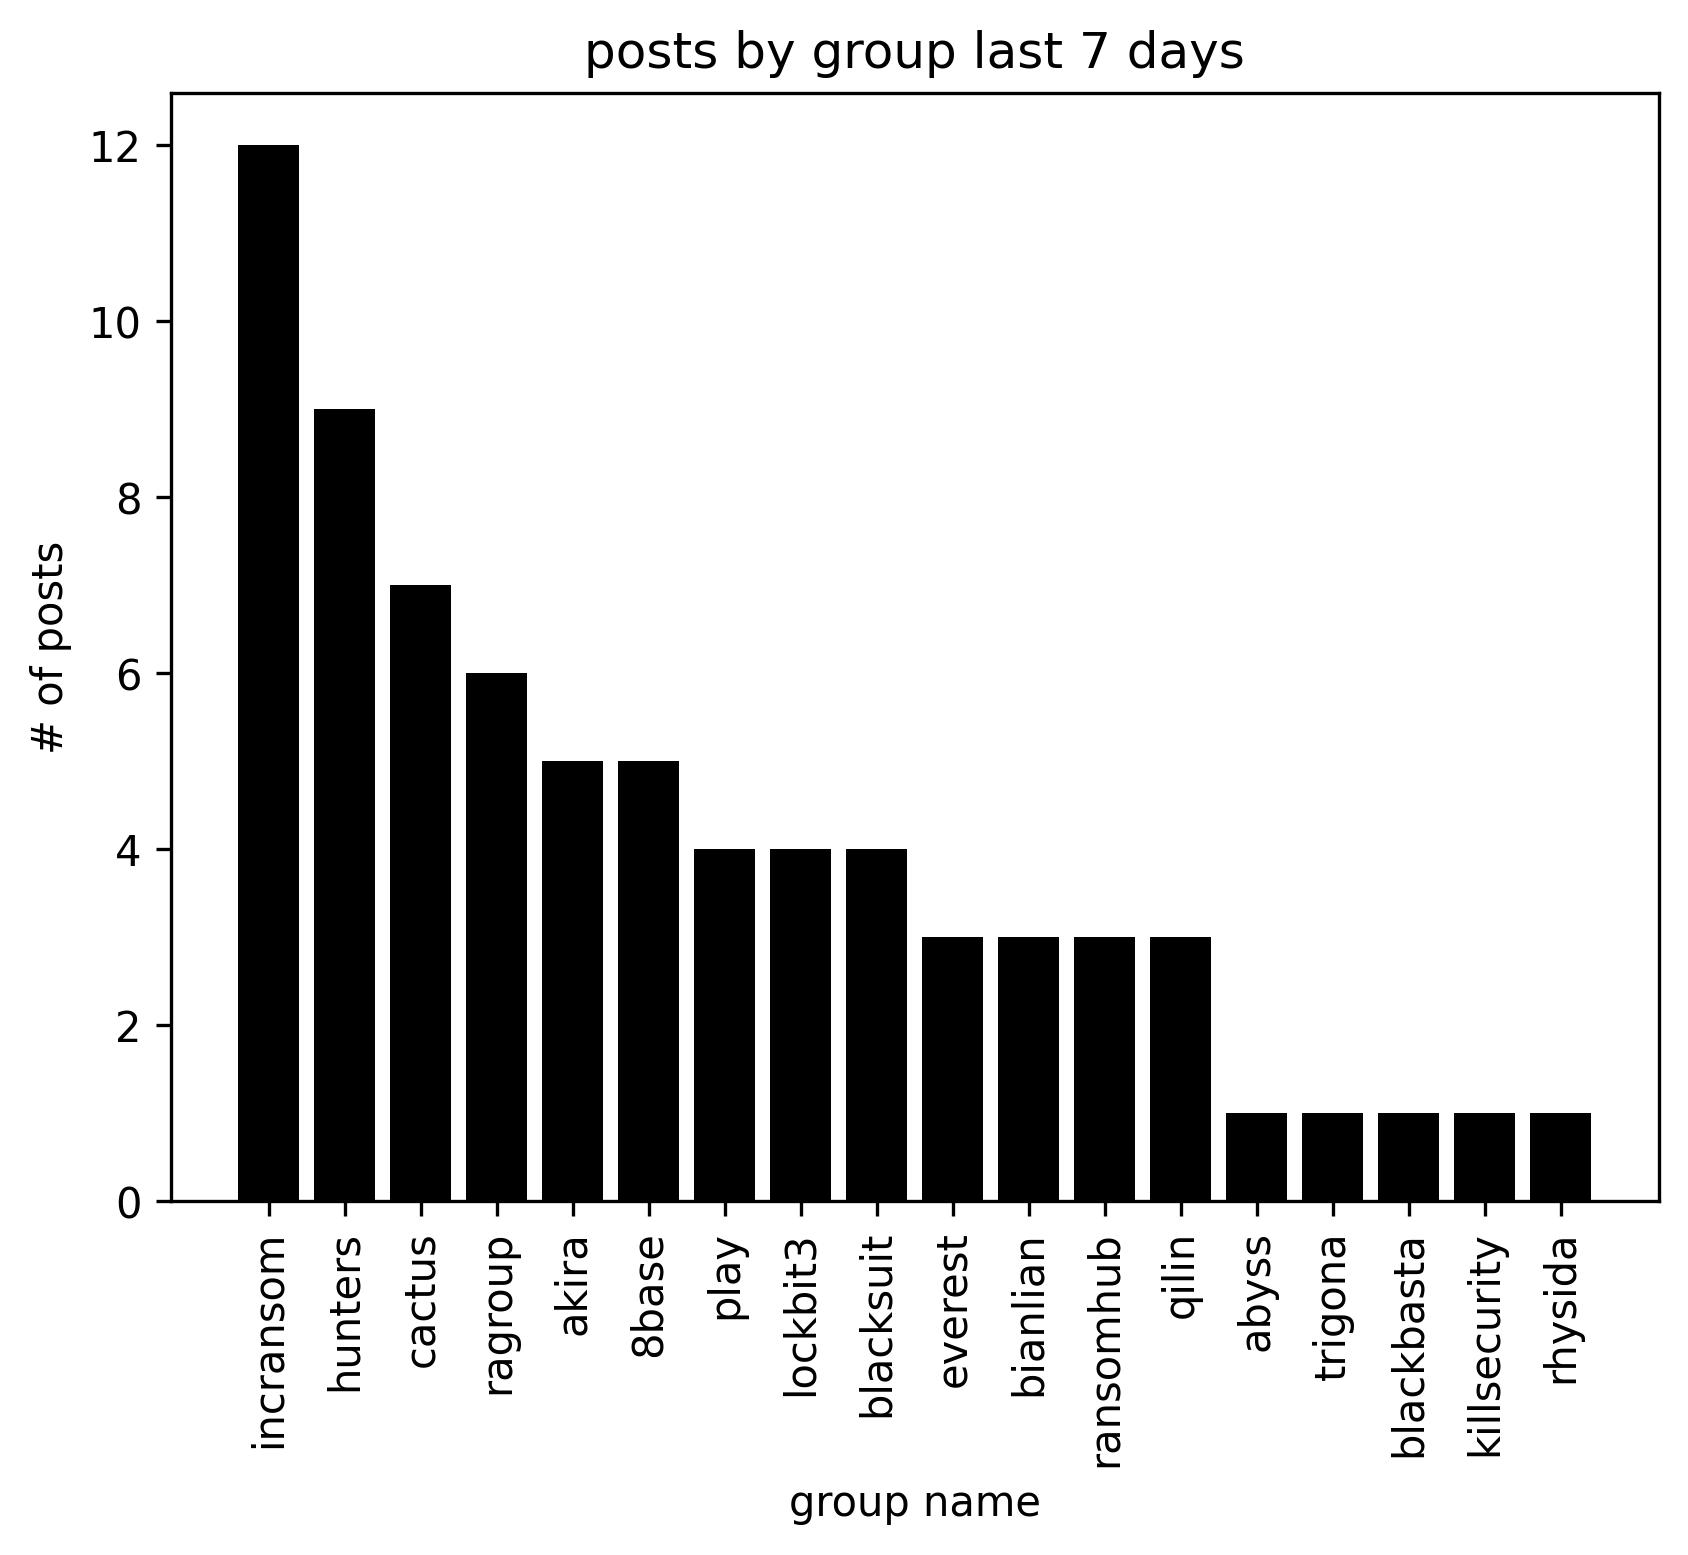 posts by group last 7 days
12
10
8
6
4
2
0
# of posts
incransom
hunters
cactus
ragroup
akira
8base
play
lockbit3
blacksuit
everest
bianlian
ransomhub
qilin
abyss
trigona
blackbasta
killsecurity
rhysida
group name